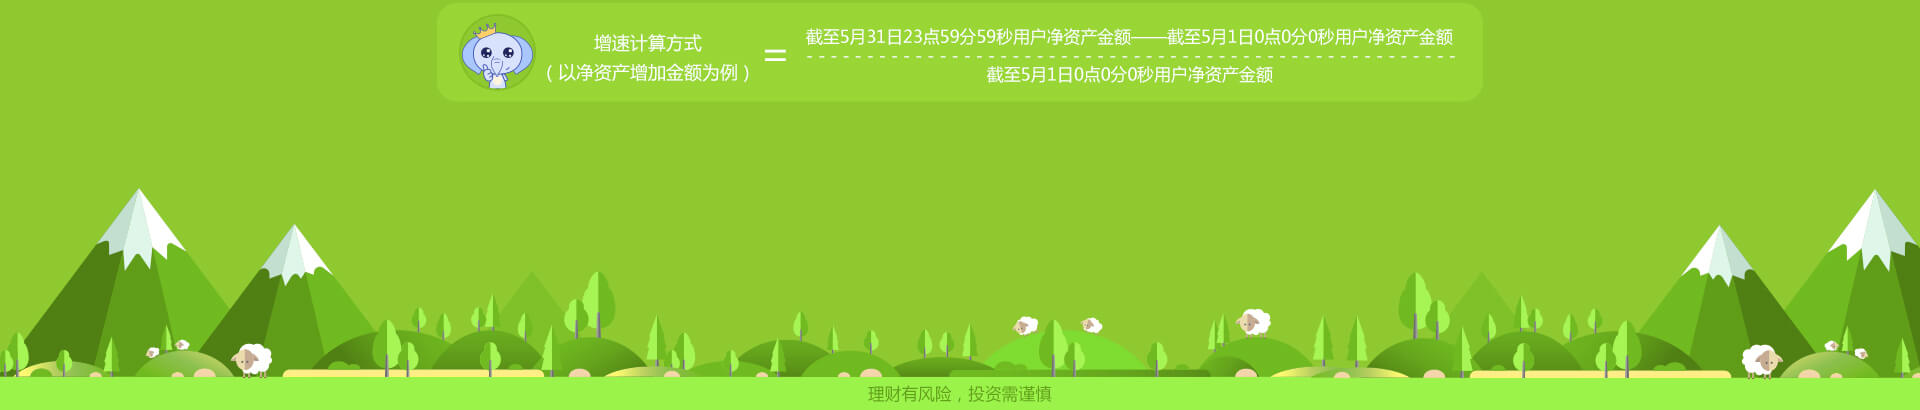 增速计算方式
（以净资产增加金额为例）
=
截至5月31日23点59分59秒用户净资产金额——截至5月1日0点0分0秒用户净资产金额
截至5月1日0点0分0秒用户净资产金额
理财有风险，投资需谨慎